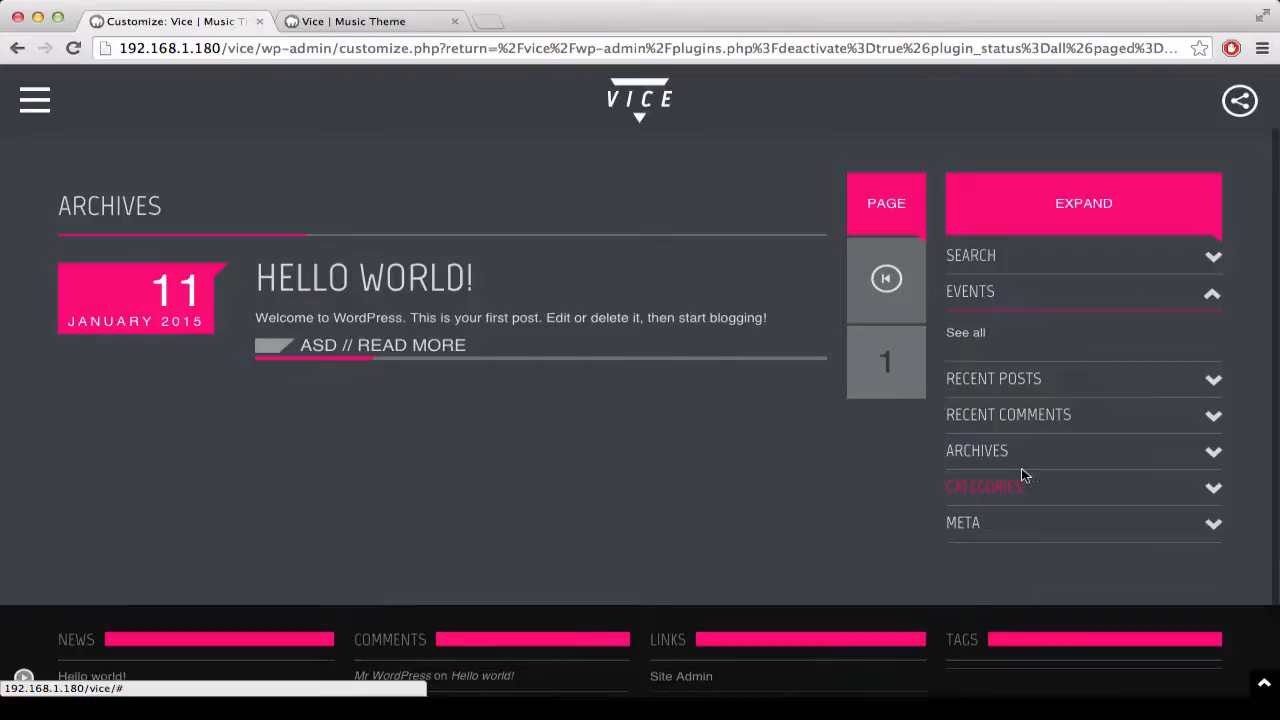 Customize: Vice | Music T
Vice | Music Theme
192.168.1.180/vice/wp-admin/customize.php?return=%2Fvice%2Fwp-admin%2Fplugins.php%3Fdeactivate%3Dtrue%26plugin_status%3Dall%26paged%3D...
VICE
ARCHIVES
11
JANUARY 2015
HELLO WORLD!
Welcome to WordPress. This is your first post. Edit or delete it, then start blogging!
ASD // READ MORE
PAGE
1
EXPAND
SEARCH
EVENTS
See all
RECENT POSTS
RECENT COMMENTS
ARCHIVES
CATEGORIES
META
NEWS
Hello world!
COMMENTS
Mr WordPress on Hello world!
LINKS
Site Admin
TAGS
192.168.1.180/vice/#